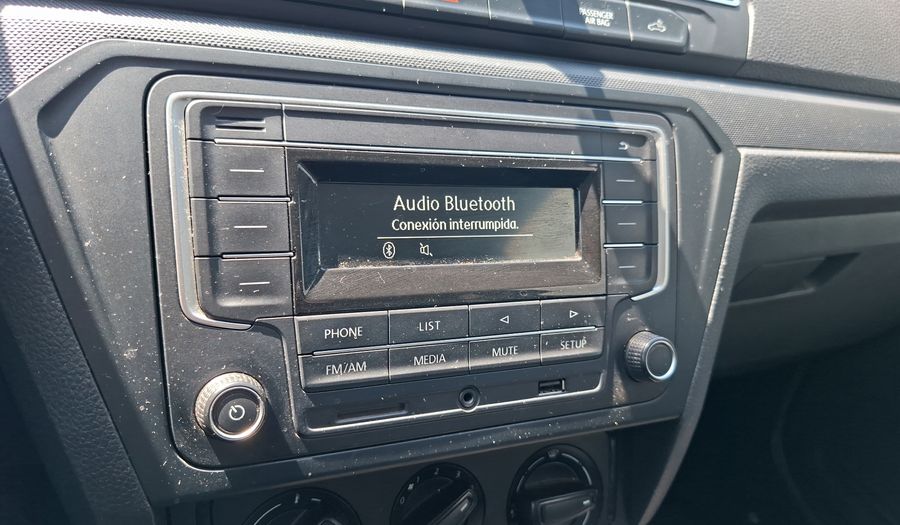 PASSENGER
AIR BAG
Audio Bluetooth
Conexión interrumpida.
PHONE
LIST
FM/AM
MEDIA
MUTE
SETUP